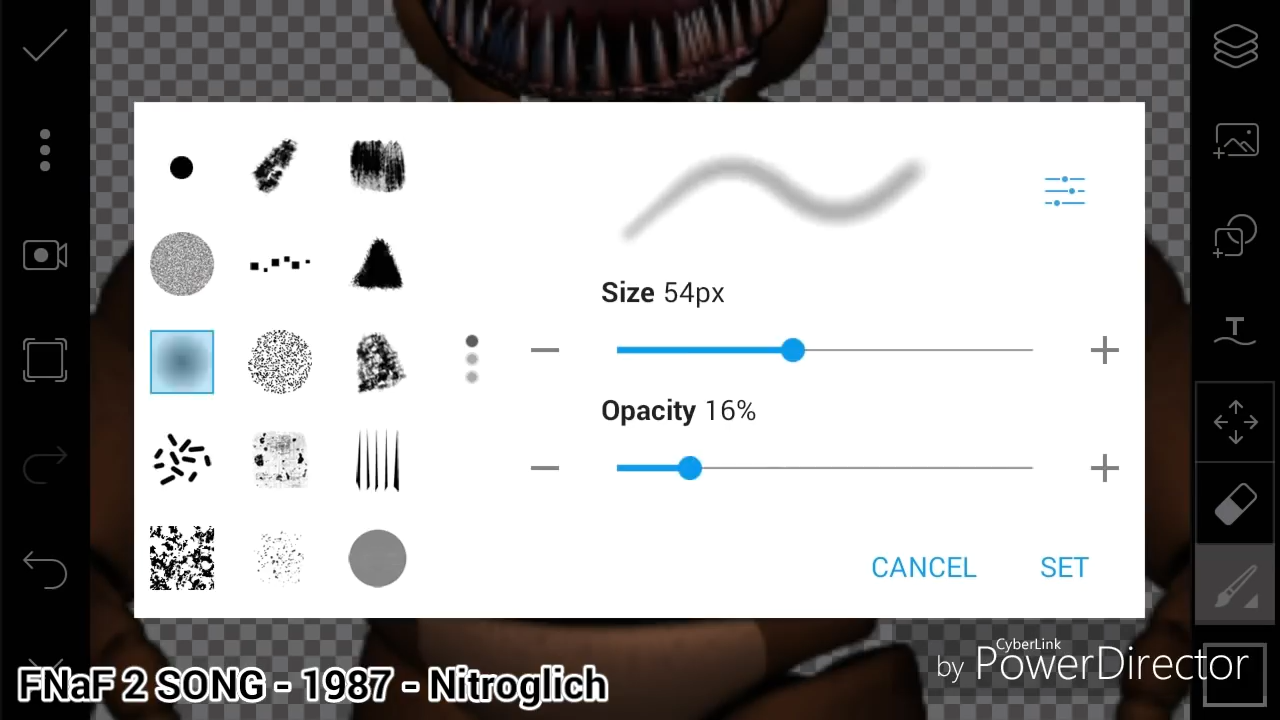 Size 54px
Opacity 16%
CANCEL SET
FNaF 2 SONG - 1987 - Nitroglich
CyberLink
by PowerDirector